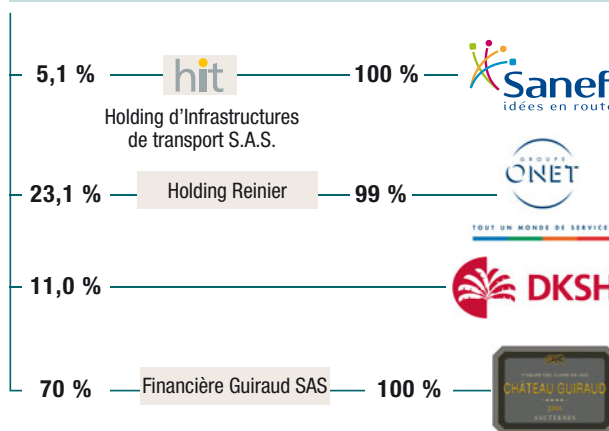 5,1 %
hit
100 %
Sanef
idées en route
Holding d'Infrastructures
de transport S.A.S.
23,1 %
Holding Reinier
99 %
GROUPE
ONET
TOUT UN MONDE DE SERVICE
11,0 %
DKSH
70 %
Financière Guiraud SAS
100 %
CHÂTEAU GUIRAUD
SAUTERNES